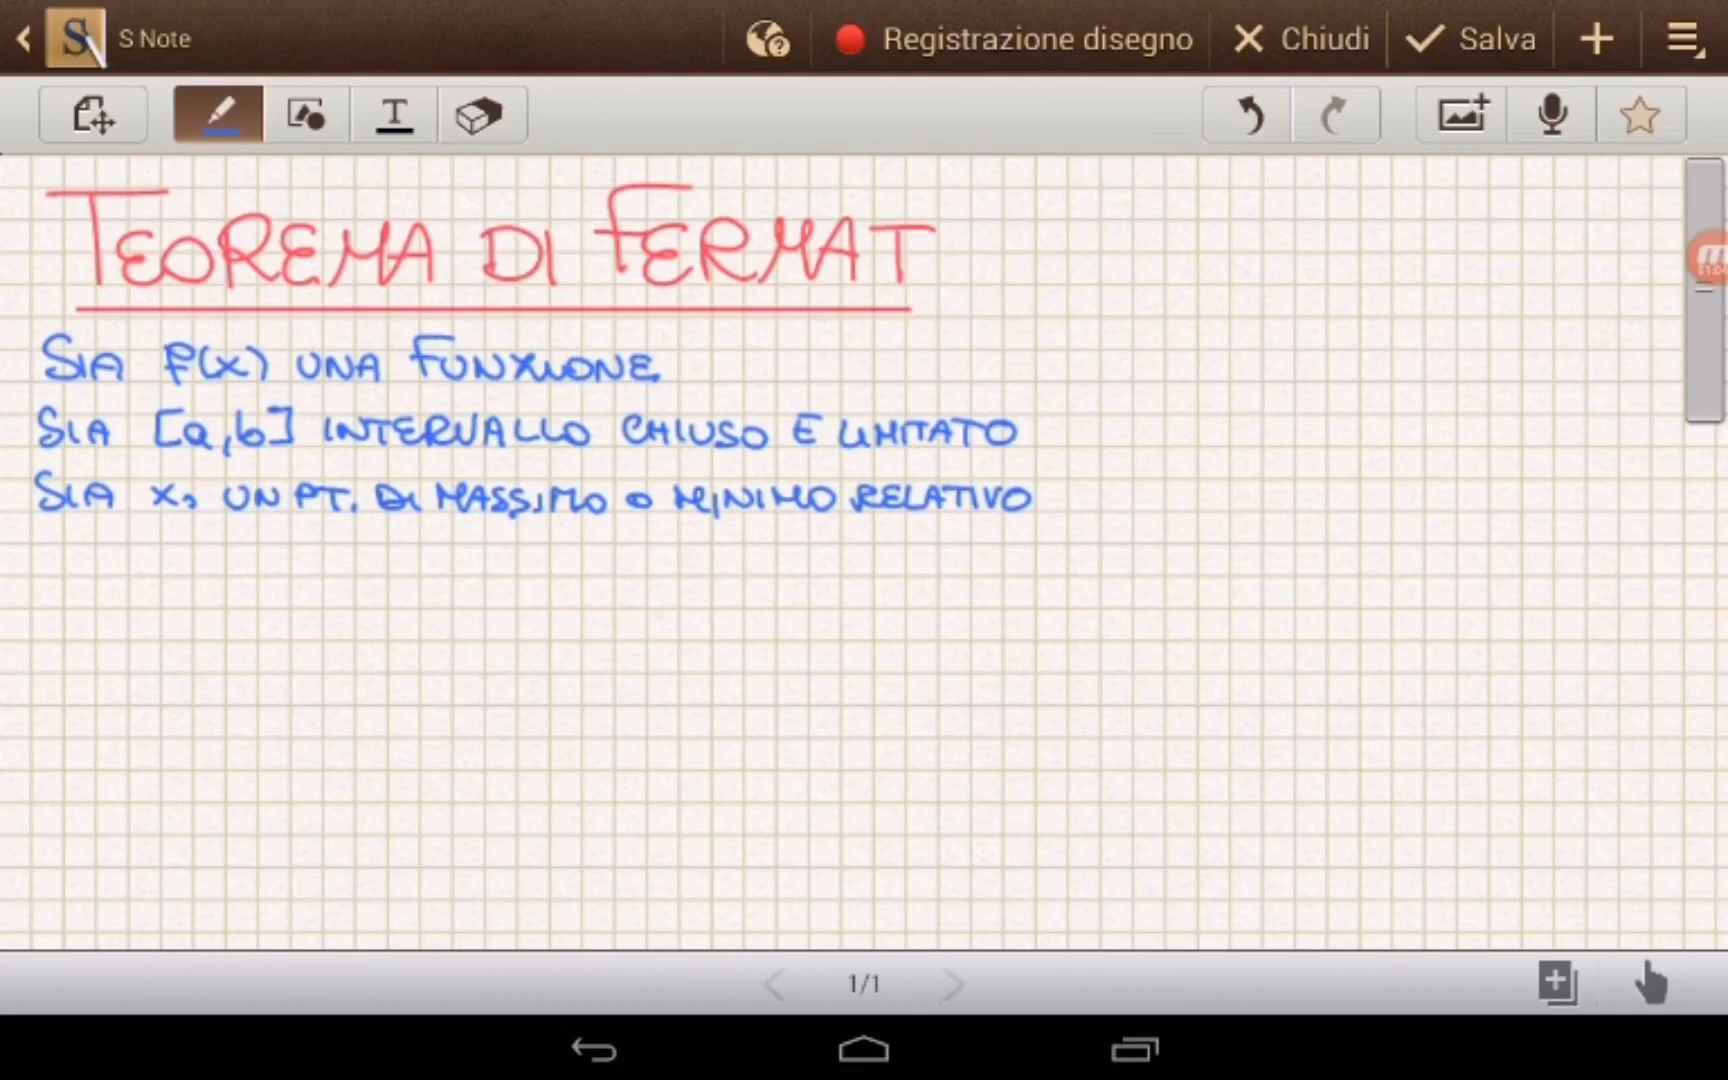 S Note
Registrazione disegno
Chiudi
Salva
TEOREMA DI FERMAT
SIA F(x) UNA FUNZIONE.
SIA [a,b] INTERVALLO CHIUSO E LIMITATO
SIA x₀ UN PT. DI MASSIMO O MINIMO RELATIVO
1/1